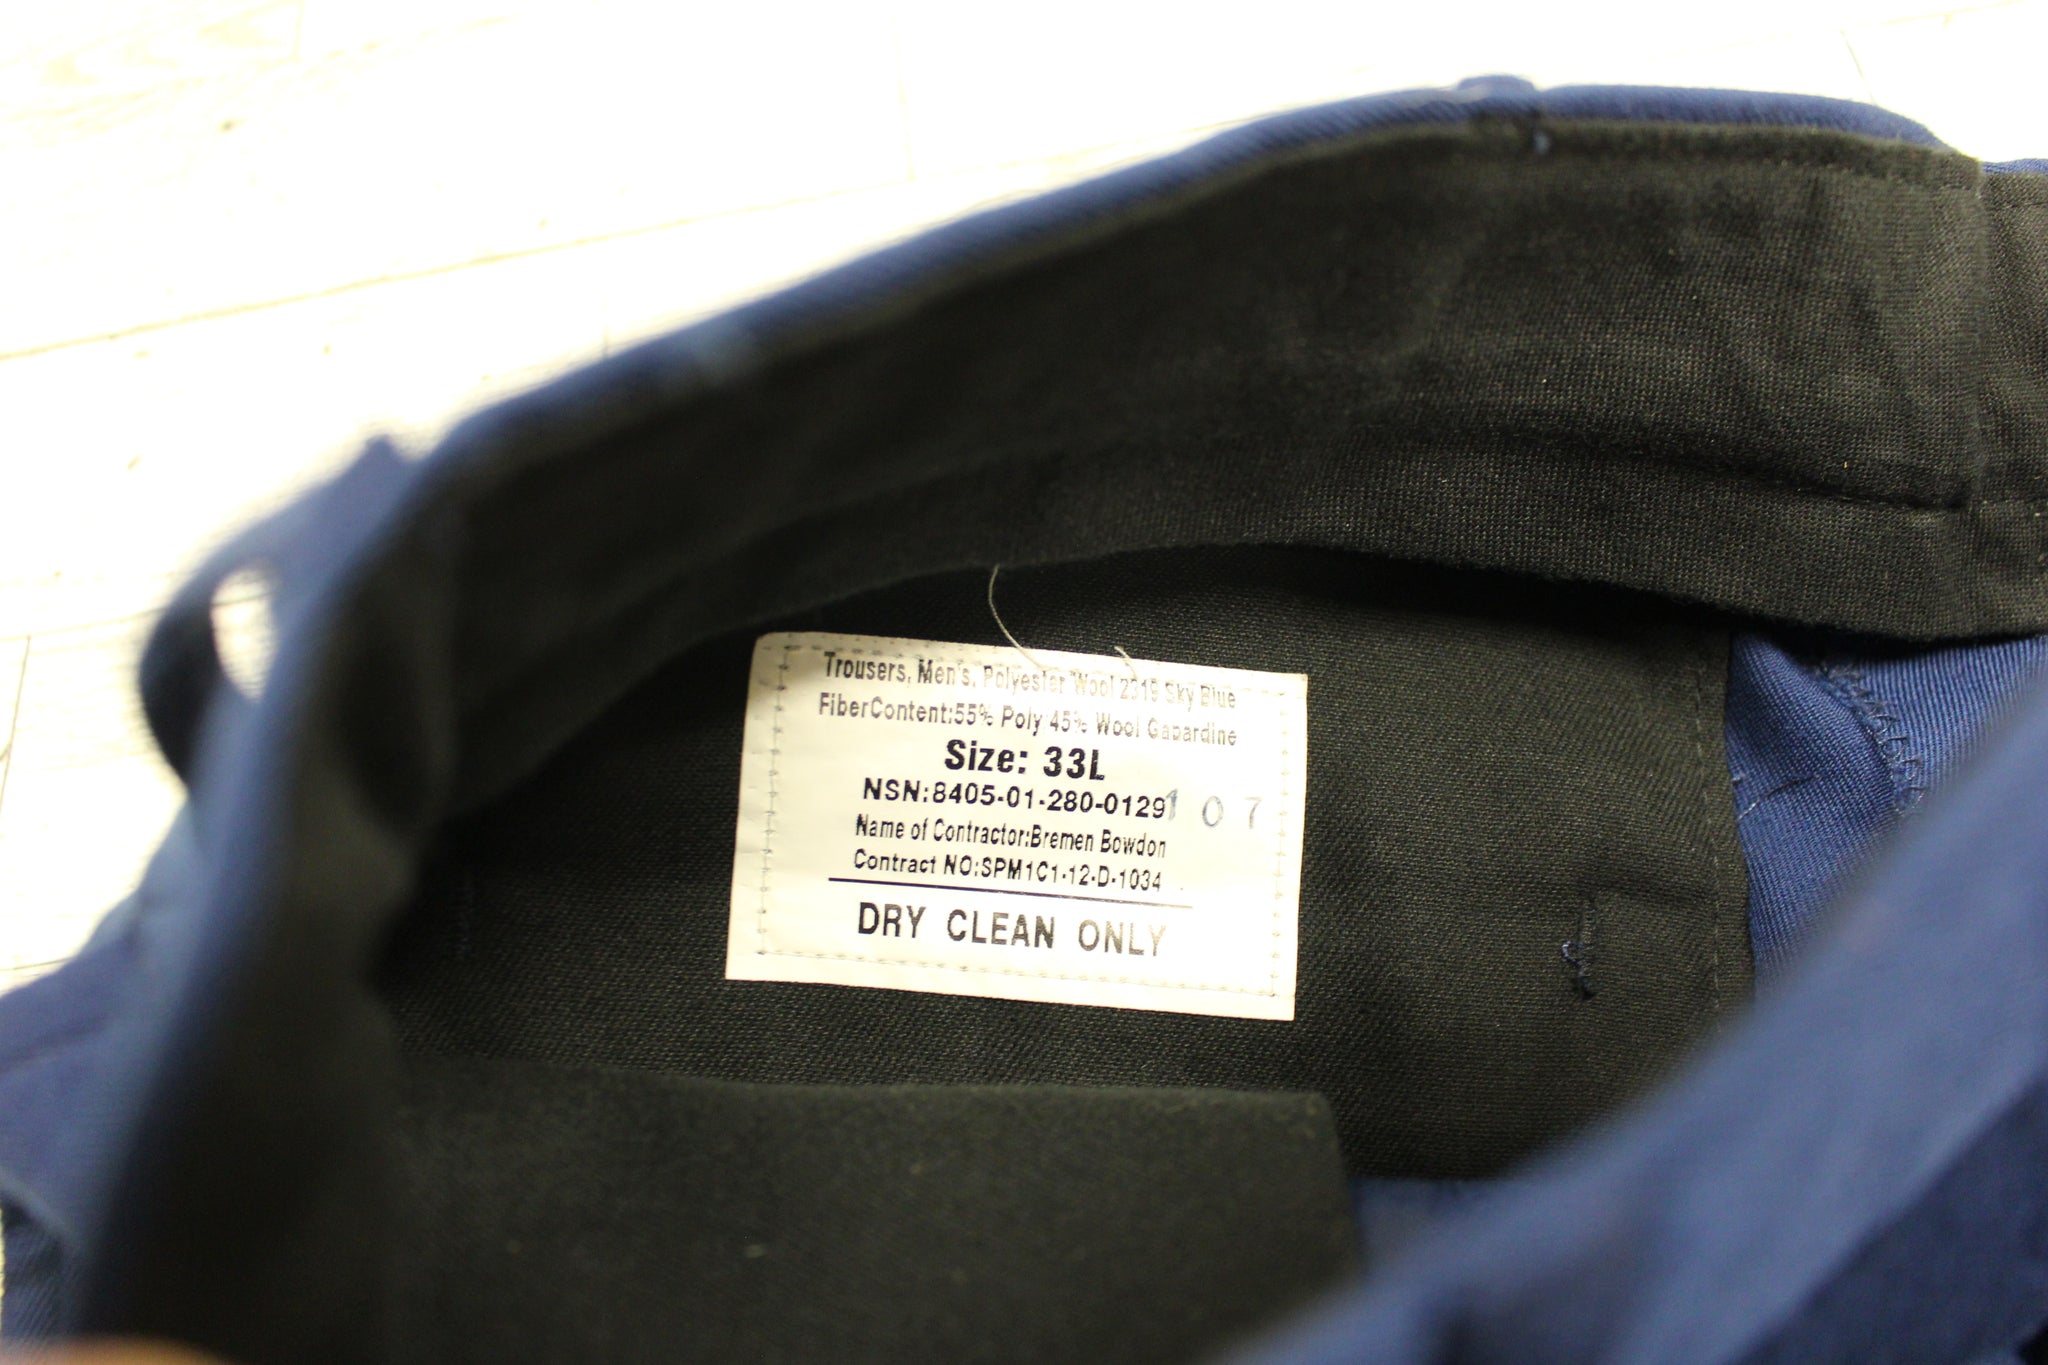 Trousers, Men's, Polyester Wool 2319 Sky Blue
FiberContent:55% Poly 45% Wool Gabardine
Size: 33L
NSN:8405-01-280-0129 107
Name of Contractor:Bremen Bowdon
Contract NO:SPM1C1-12-D-1034
DRY CLEAN ONLY